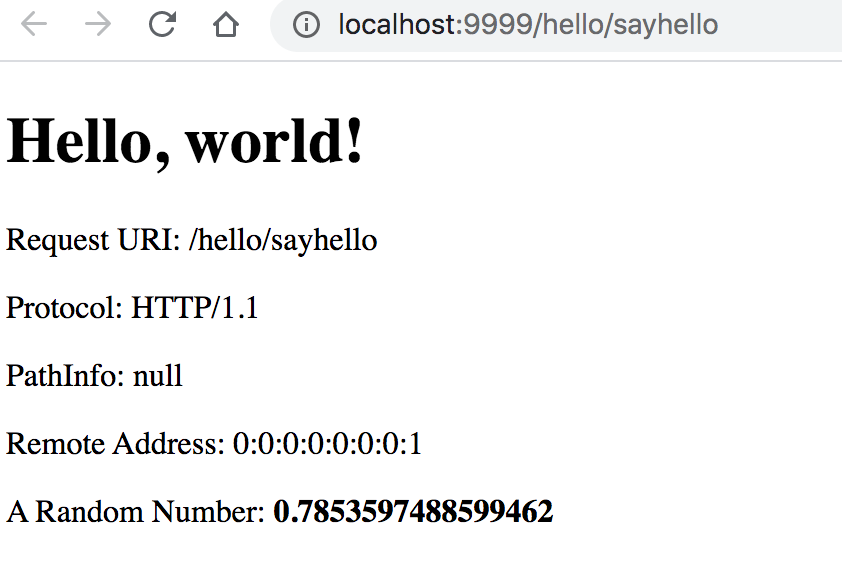 localhost:9999/hello/sayhello
Hello, world!
Request URI: /hello/sayhello
Protocol: HTTP/1.1
PathInfo: null
Remote Address: 0:0:0:0:0:0:0:1
A Random Number: 0.7853597488599462